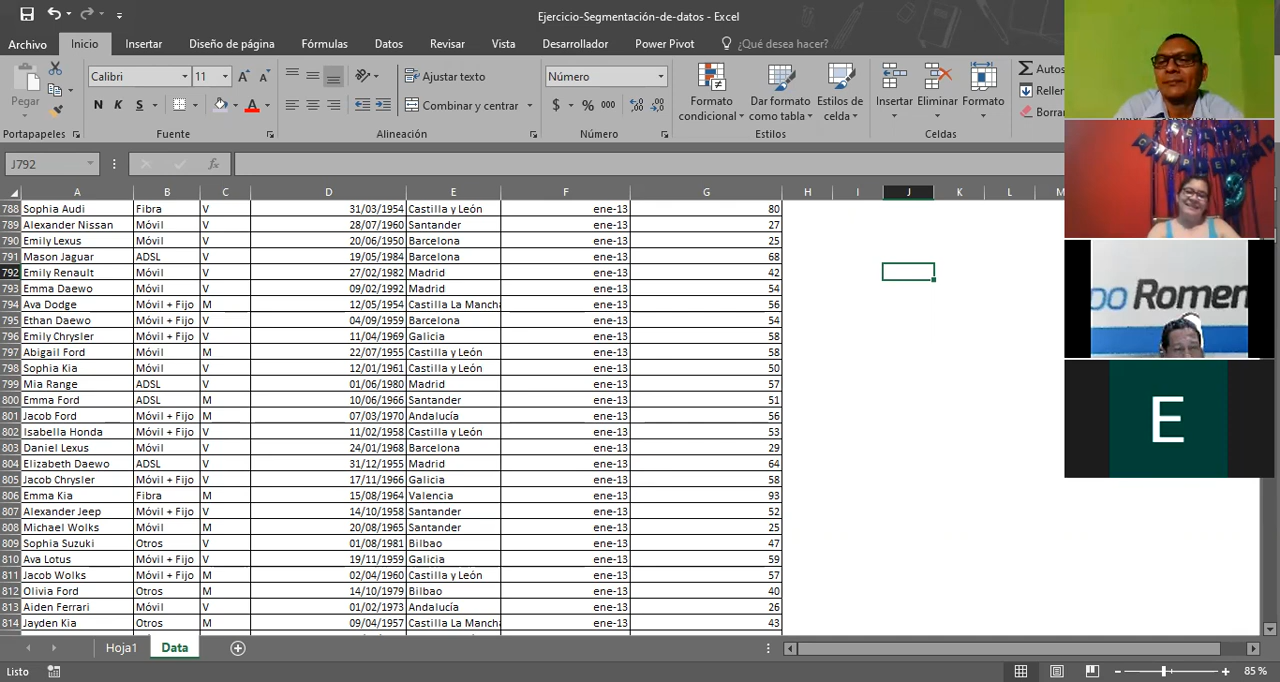 Ejercicio-Segmentación-de-datos - Excel
Archivo Inicio Insertar Diseño de página Fórmulas Datos Revisar Vista Desarrollador Power Pivot ¿Qué desea hacer?
Pegar
Portapapeles
Calibri 11
N K S
Fuente
Ajustar texto
Combinar y centrar
Alineación
Número
$ % 000
Número
Formato condicional
Dar formato como tabla
Estilos de celda
Estilos
Insertar Eliminar Formato
Celdas
Autos
Rellen
Borra
J792 fx
A B C D E F G H I J K L M
788 Sophia Audi Fibra V 31/03/1954 Castilla y León ene-13 80
789 Alexander Nissan Móvil V 28/07/1960 Santander ene-13 27
790 Emily Lexus Móvil V 20/06/1950 Barcelona ene-13 25
791 Mason Jaguar ADSL V 19/05/1984 Barcelona ene-13 68
792 Emily Renault Móvil V 27/02/1982 Madrid ene-13 42
793 Emma Daewo Móvil V 09/02/1992 Madrid ene-13 54
794 Ava Dodge Móvil + Fijo M 12/05/1954 Castilla La Mancha ene-13 56
795 Ethan Daewo Móvil + Fijo V 04/09/1959 Barcelona ene-13 54
796 Emily Chrysler Móvil + Fijo V 11/04/1969 Galicia ene-13 58
797 Abigail Ford Móvil M 22/07/1955 Castilla y León ene-13 58
798 Sophia Kia Móvil V 12/01/1961 Castilla y León ene-13 50
799 Mia Range ADSL V 01/06/1980 Madrid ene-13 57
800 Emma Ford ADSL M 10/06/1966 Santander ene-13 51
801 Jacob Ford Móvil + Fijo M 07/03/1970 Andalucía ene-13 56
802 Isabella Honda Móvil + Fijo V 11/02/1958 Castilla y León ene-13 53
803 Daniel Lexus Móvil V 24/01/1968 Barcelona ene-13 29
804 Elizabeth Daewo ADSL V 31/12/1955 Madrid ene-13 64
805 Jacob Chrysler Móvil + Fijo V 17/11/1966 Galicia ene-13 58
806 Emma Kia Fibra M 15/08/1964 Valencia ene-13 93
807 Alexander Jeep Móvil + Fijo V 14/10/1958 Santander ene-13 52
808 Michael Wolks Móvil M 20/08/1965 Santander ene-13 25
809 Sophia Suzuki Otros V 01/08/1981 Bilbao ene-13 47
810 Ava Lotus Móvil + Fijo V 19/11/1959 Galicia ene-13 59
811 Jacob Wolks Móvil + Fijo M 02/04/1960 Castilla y León ene-13 57
812 Olivia Ford Otros M 14/10/1979 Bilbao ene-13 40
813 Aiden Ferrari Móvil V 01/02/1973 Andalucía ene-13 26
814 Jayden Kia Otros M 09/04/1957 Castilla La Mancha ene-13 43
Hoja1 Data
Listo 85 %
FELIZ
CUMPLEAÑOS
po Romen
E